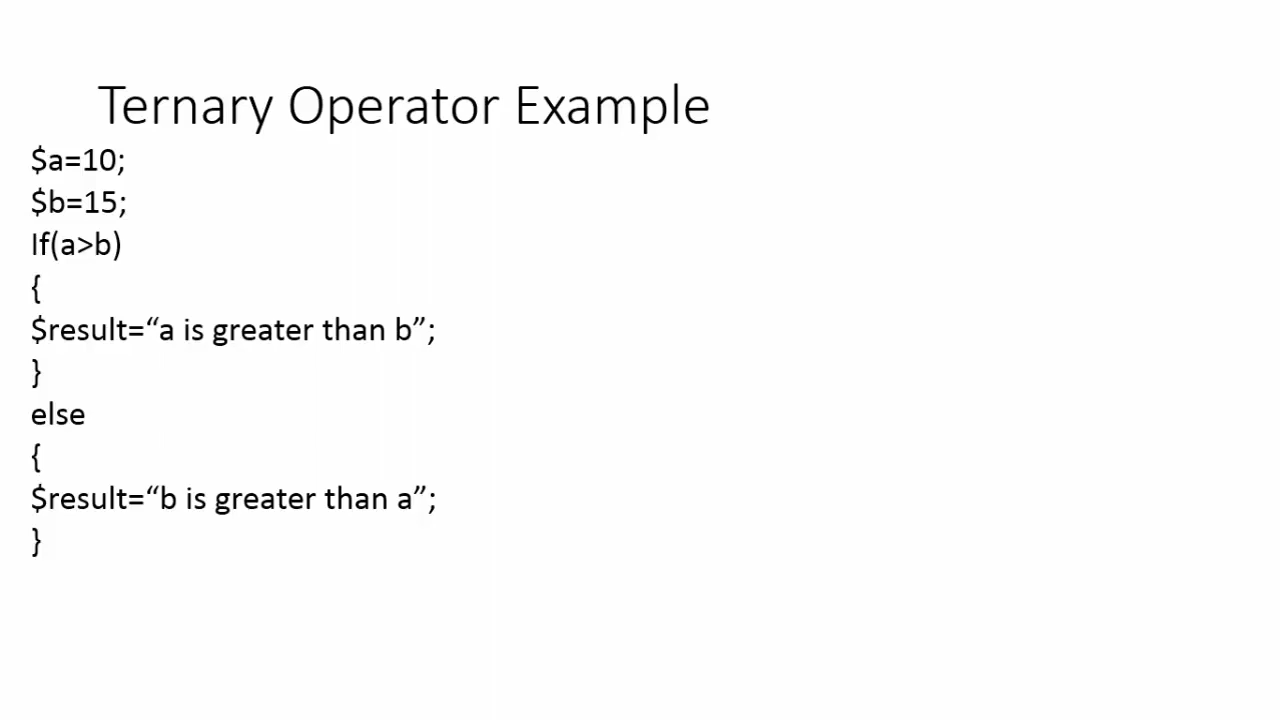 Ternary Operator Example
$a=10;
$b=15;
If(a>b)
{
$result=“a is greater than b”;
}
else
{
$result=“b is greater than a”;
}